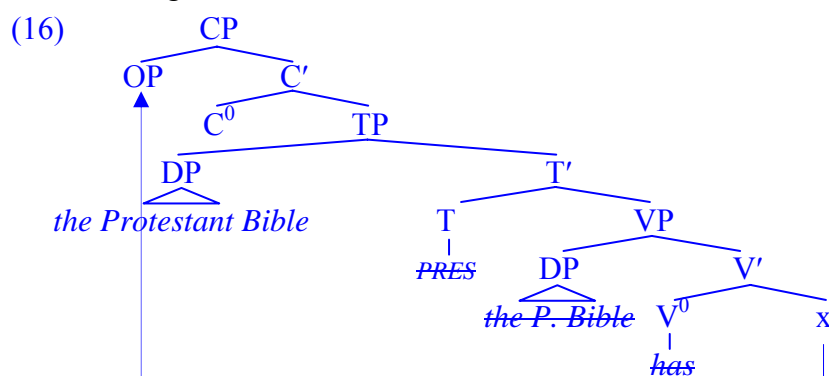 (16) CP
OP C′
C⁰ TP
DP T′
the Protestant Bible T VP
PRES DP V′
the P. Bible V⁰ x
has